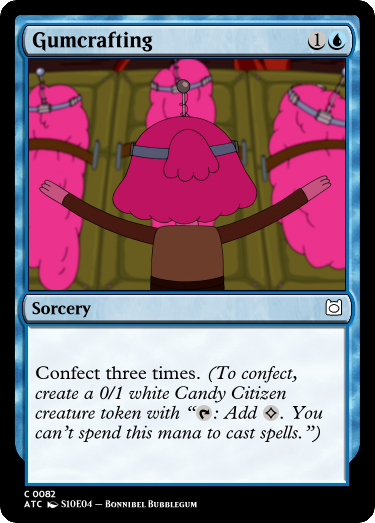 Gumcrafting 1
Sorcery
Confect three times. (To confect,
create a 0/1 white Candy Citizen
creature token with “: Add . You
can’t spend this mana to cast spells.”)
C 0082
ATC S10E04 — Bonnibel Bubblegum